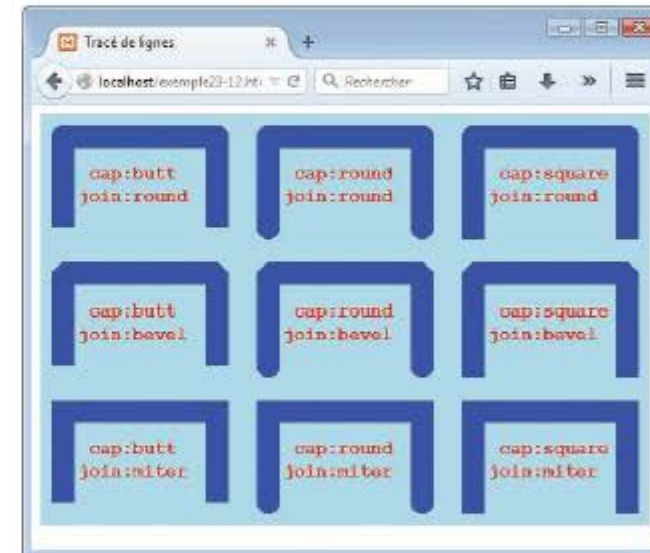 Tracé de lignes
localhost/exemple23-12.ht
Rechercher
cap:butt
join:round
cap:round
join:round
cap:square
join:round
cap:butt
join:bevel
cap:round
join:bevel
cap:square
join:bevel
cap:butt
join:miter
cap:round
join:miter
cap:square
join:miter